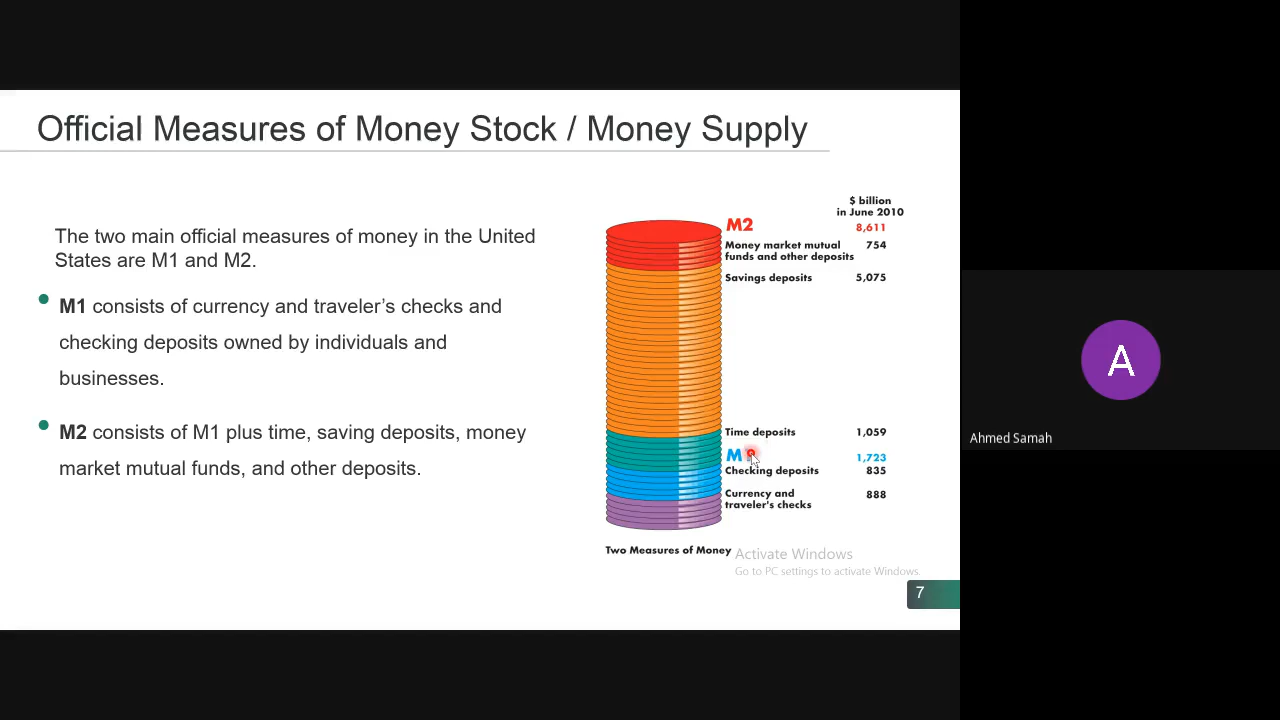 Official Measures of Money Stock / Money Supply
The two main official measures of money in the United
States are M1 and M2.
M1 consists of currency and traveler's checks and
checking deposits owned by individuals and
businesses.
M2 consists of M1 plus time, saving deposits, money
market mutual funds, and other deposits.
$ billion
in June 2010
M2 8,611
Money market mutual 754
funds and other deposits
Savings deposits 5,075
Time deposits 1,059
M 1,723
Checking deposits 835
Currency and 888
traveler's checks
Two Measures of Money
Activate Windows
Go to PC settings to activate Windows.
7
A
Ahmed Samah